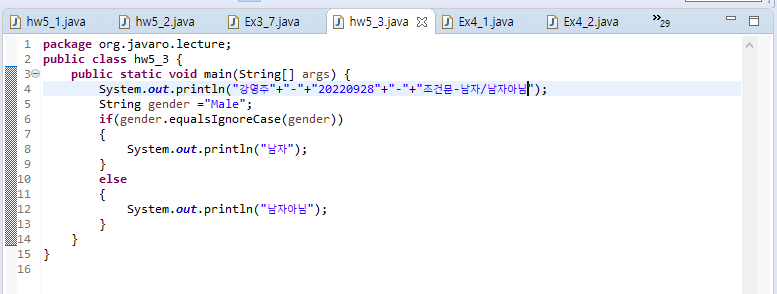 hw5_1.java hw5_2.java Ex3_7.java hw5_3.java Ex4_1.java Ex4_2.java »29
1 package org.javaro.lecture;
2 public class hw5_3 {
3 public static void main(String[] args) {
4 System.out.println("강영주"+"-"+"20220928"+"-"+"조건문-남자/남자아님");
5 String gender ="Male";
6 if(gender.equalsIgnoreCase(gender))
7 {
8 System.out.println("남자");
9 }
10 else
11 {
12 System.out.println("남자아님");
13 }
14 }
15 }
16